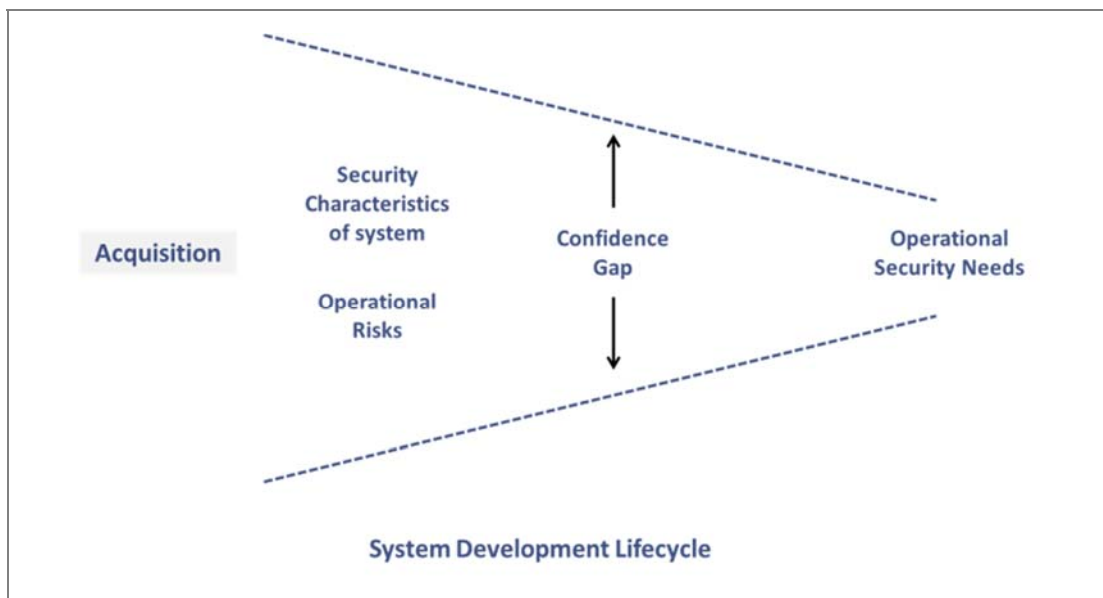 Security
Characteristics
of system
Acquisition
Operational
Risks
Confidence
Gap
Operational
Security Needs
System Development Lifecycle